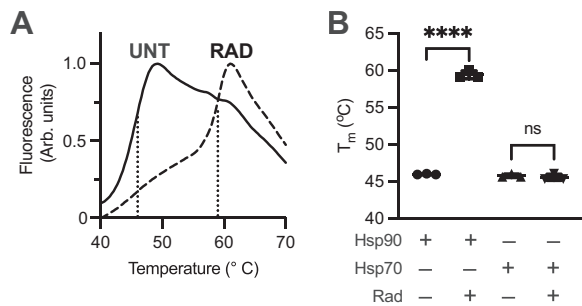 A
UNT RAD
Fluorescence
(Arb. units)
1.0
0.5
0
40 50 60 70
Temperature (° C)
B
****
ns
Tm (°C)
65
60
55
50
45
40
Hsp90 + + – –
Hsp70 – – + +
Rad – + – +